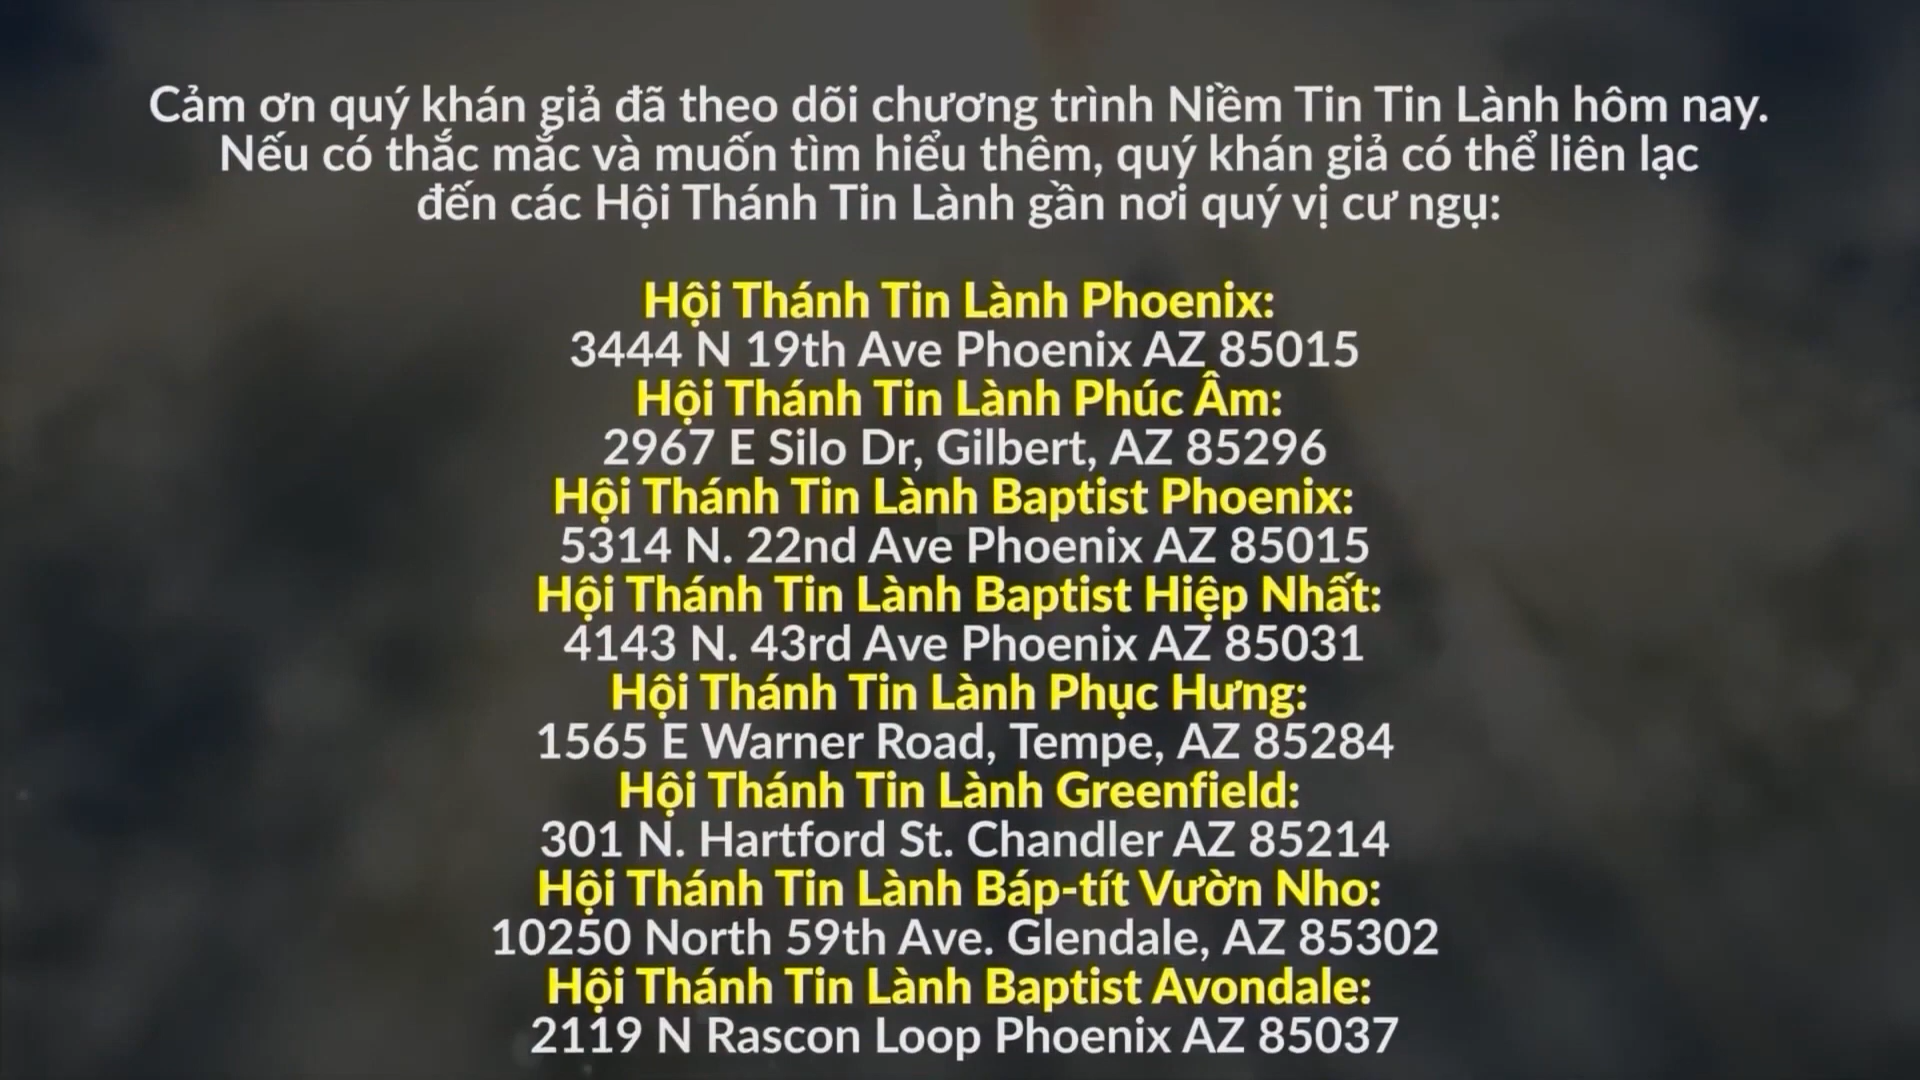 Cảm ơn quý khán giả đã theo dõi chương trình Niềm Tin Tin Lành hôm nay.
Nếu có thắc mắc và muốn tìm hiểu thêm, quý khán giả có thể liên lạc
đến các Hội Thánh Tin Lành gần nơi quý vị cư ngụ:
Hội Thánh Tin Lành Phoenix:
3444 N 19th Ave Phoenix AZ 85015
Hội Thánh Tin Lành Phúc Âm:
2967 E Silo Dr, Gilbert, AZ 85296
Hội Thánh Tin Lành Baptist Phoenix:
5314 N. 22nd Ave Phoenix AZ 85015
Hội Thánh Tin Lành Baptist Hiệp Nhất:
4143 N. 43rd Ave Phoenix AZ 85031
Hội Thánh Tin Lành Phục Hưng:
1565 E Warner Road, Tempe, AZ 85284
Hội Thánh Tin Lành Greenfield:
301 N. Hartford St. Chandler AZ 85214
Hội Thánh Tin Lành Báp-tít Vườn Nho:
10250 North 59th Ave. Glendale, AZ 85302
Hội Thánh Tin Lành Baptist Avondale:
2119 N Rascon Loop Phoenix AZ 85037